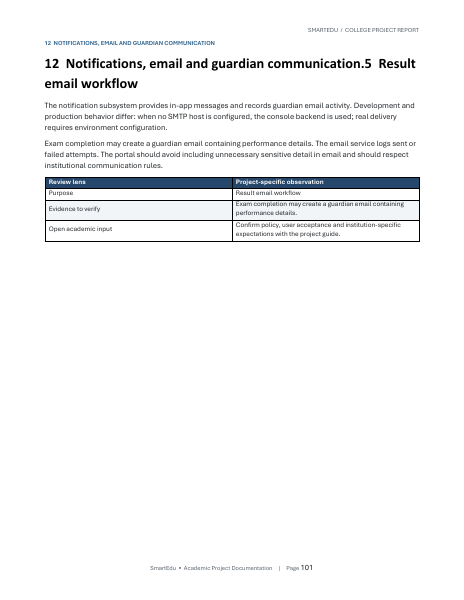 SMARTEDU / COLLEGE PROJECT REPORT
12 NOTIFICATIONS, EMAIL AND GUARDIAN COMMUNICATION
12 Notifications, email and guardian communication.5 Result
email workflow
The notification subsystem provides in-app messages and records guardian email activity. Development and
production behavior differ: when no SMTP host is configured, the console backend is used; real delivery
requires environment configuration.
Exam completion may create a guardian email containing performance details. The email service logs sent or
failed attempts. The portal should avoid including unnecessary sensitive detail in email and should respect
institutional communication rules.
Review lens Project-specific observation
Purpose Result email workflow
Evidence to verify Exam completion may create a guardian email containing
performance details.
Open academic input Confirm policy, user acceptance and institution-specific
expectations with the project guide.
SmartEdu • Academic Project Documentation | Page 101